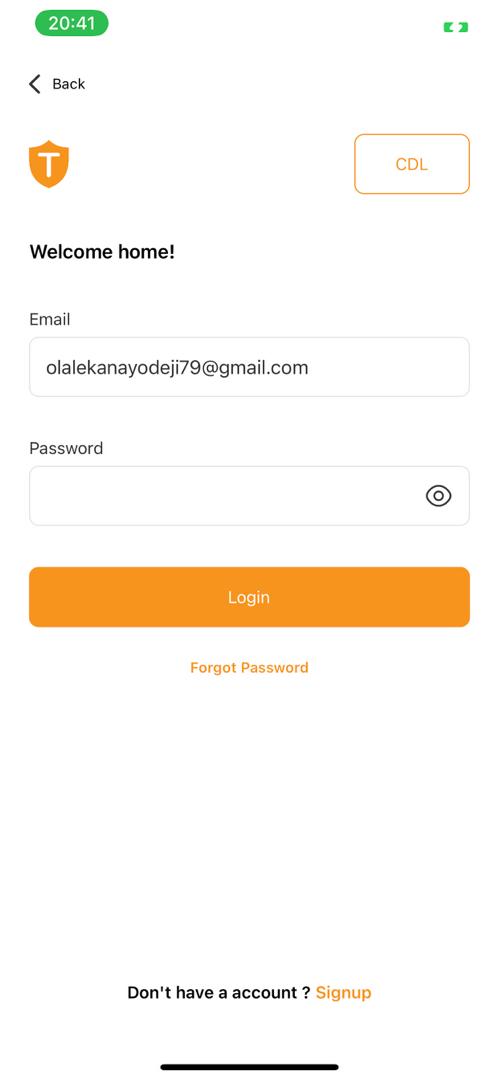 20:41
Back
T
CDL
Welcome home!
Email
olalekanayodeji79@gmail.com
Password
Login
Forgot Password
Don't have a account ? Signup